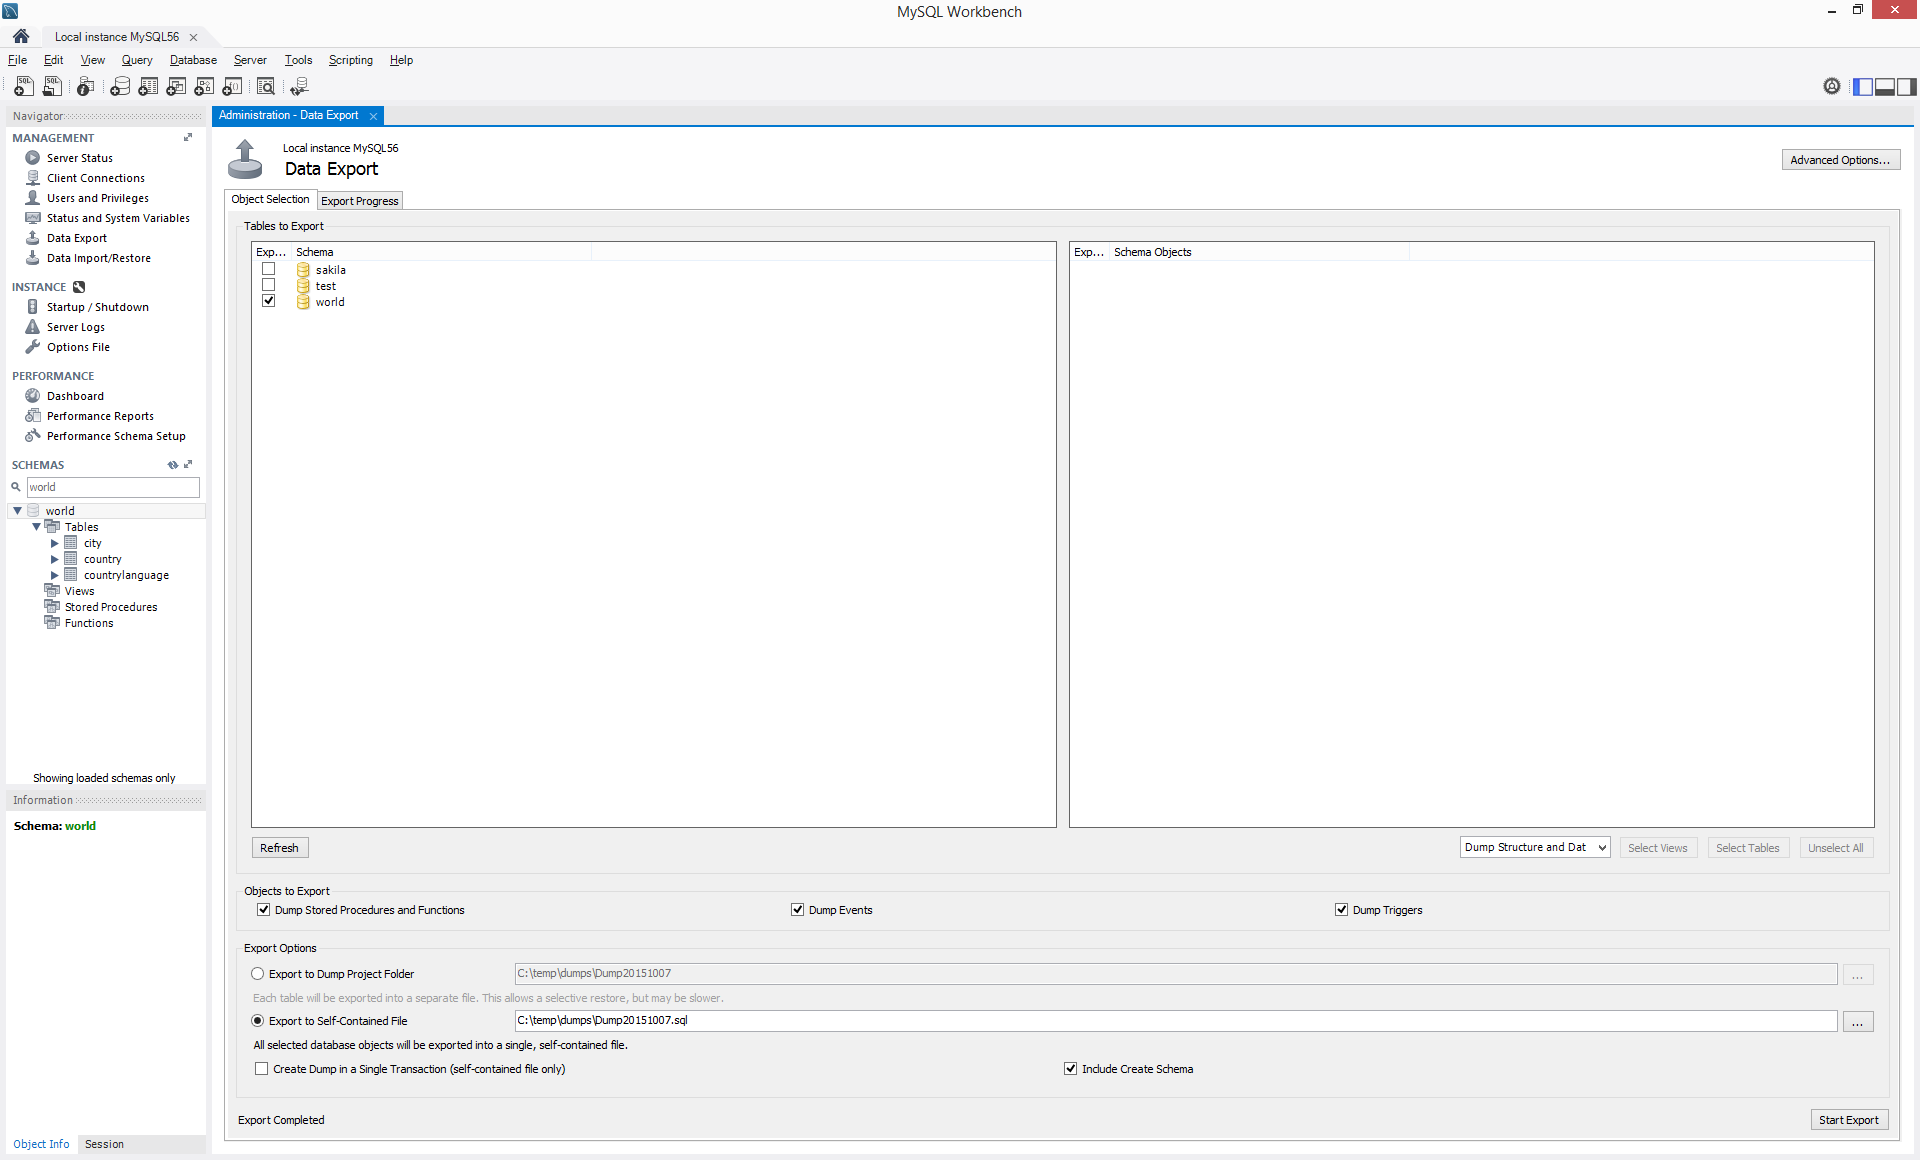 MySQL Workbench
Local instance MySQL56
File Edit View Query Database Server Tools Scripting Help
Navigator
MANAGEMENT
Server Status
Client Connections
Users and Privileges
Status and System Variables
Data Export
Data Import/Restore
INSTANCE
Startup / Shutdown
Server Logs
Options File
PERFORMANCE
Dashboard
Performance Reports
Performance Schema Setup
SCHEMAS
world
world
Tables
city
country
countrylanguage
Views
Stored Procedures
Functions
Showing loaded schemas only
Information
Schema: world
Object Info Session
Administration - Data Export
Local instance MySQL56
Data Export
Advanced Options...
Object Selection Export Progress
Tables to Export
Exp... Schema
sakila
test
world
Exp... Schema Objects
Refresh
Dump Structure and Dat Select Views Select Tables Unselect All
Objects to Export
Dump Stored Procedures and Functions Dump Events Dump Triggers
Export Options
Export to Dump Project Folder C:\temp\dumps\Dump20151007 ...
Each table will be exported into a separate file. This allows a selective restore, but may be slower.
Export to Self-Contained File C:\temp\dumps\Dump20151007.sql ...
All selected database objects will be exported into a single, self-contained file.
Create Dump in a Single Transaction (self-contained file only) Include Create Schema
Export Completed Start Export